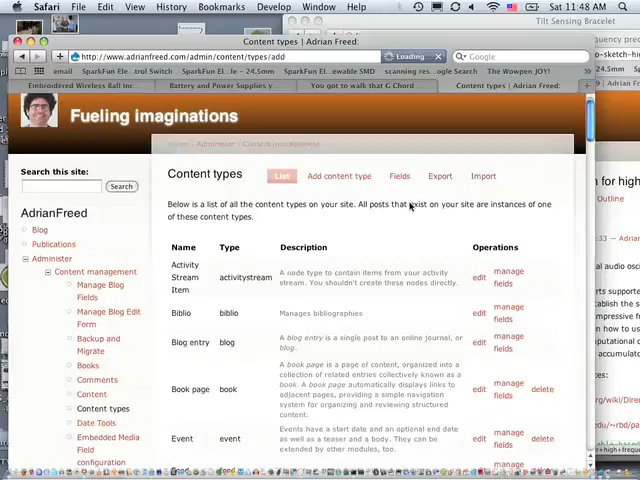 Safari File Edit View History Bookmarks Develop Window Help 11:48 AM
Tilt Sensing Bracelet
Content types | Adrian Freed:
http://www.adrianfreed.com/admin/content/types/add Loading Google
email SparkFun Ele...trol Switch SparkFun Ele... - 24.5mm SparkFun E...ewable SMD scanning res...ogle Search The Wowpen JOY!
Embroidered Wireless Ball Inc... Battery and Power Supplies y... You got to walk that G Chord Content types | Adrian Freed:
Fueling imaginations
Home » Administer » Content management
Search this site:
Search
Content types
List Add content type Fields Export Import
Below is a list of all the content types on your site. All posts that exist on your site are instances of one
of these content types.
AdrianFreed
Blog
Publications
Administer
Content management
Manage Blog
Fields
Manage Blog Edit
Form
Backup and
Migrate
Books
Comments
Content
Content types
Date Tools
Embedded Media
Field
configuration
Name Type Description Operations
Activity
Stream
Item
activitystream
A node type to contain items from your activity
stream. You shouldn't create these nodes directly.
edit manage
fields
Biblio biblio Manages bibliographies edit manage
fields
Blog entry blog A blog entry is a single post to an online journal, or
blog.
edit manage
fields
Book page book
A book page is a page of content, organized into a
collection of related entries collectively known as a
book. A book page automatically displays links to
adjacent pages, providing a simple navigation
system for organizing and reviewing structured
content.
edit manage
fields delete
Event event
Events have a start date and an optional end date
as well as a teaser and a body. They can be
extended by other modules, too.
edit manage
fields delete
manage
for high
Outline